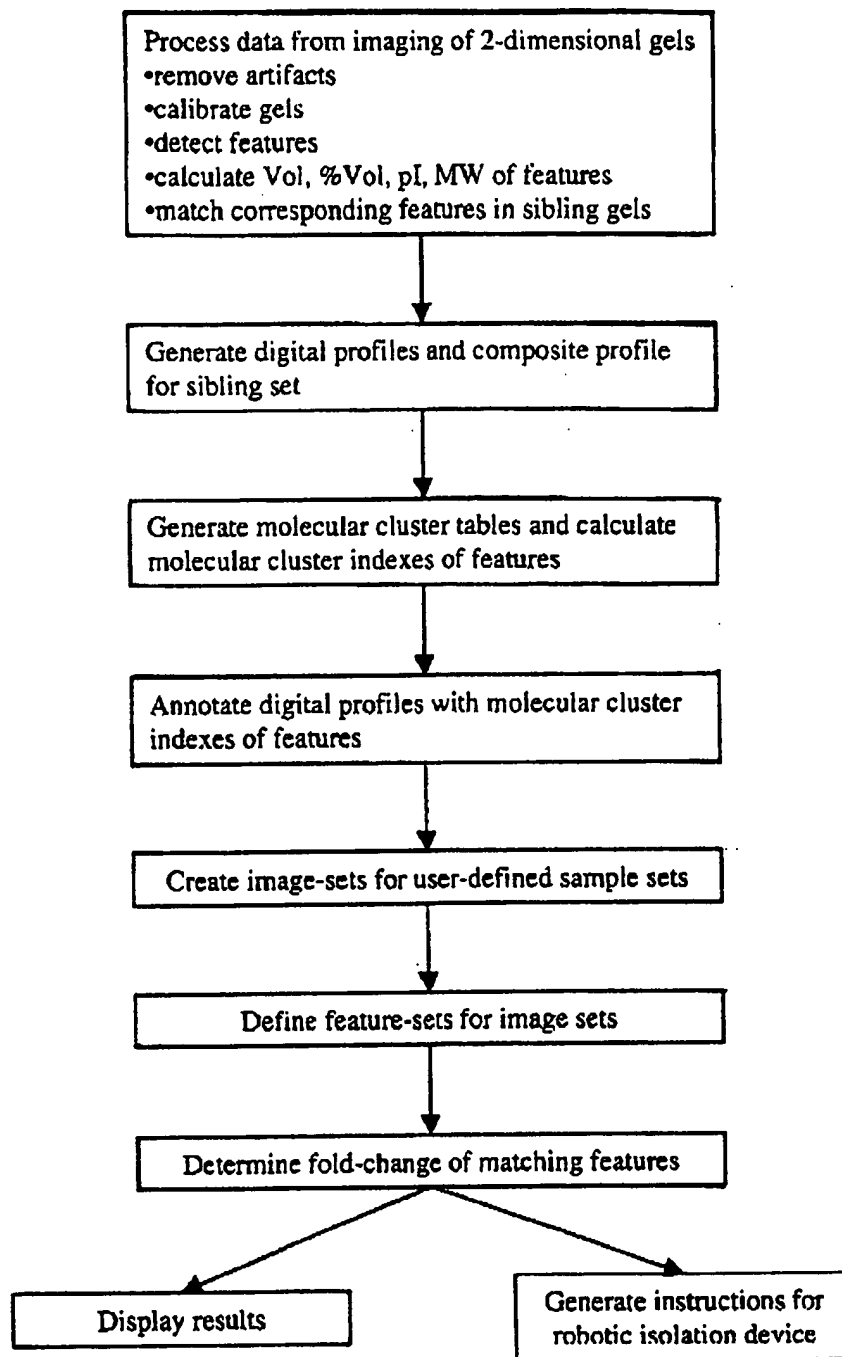 Process data from imaging of 2-dimensional gels
•remove artifacts
•calibrate gels
•detect features
•calculate Vol, %Vol, pI, MW of features
•match corresponding features in sibling gels
Generate digital profiles and composite profile
for sibling set
Generate molecular cluster tables and calculate
molecular cluster indexes of features
Annotate digital profiles with molecular cluster
indexes of features
Create image-sets for user-defined sample sets
Define feature-sets for image sets
Determine fold-change of matching features
Display results
Generate instructions for
robotic isolation device